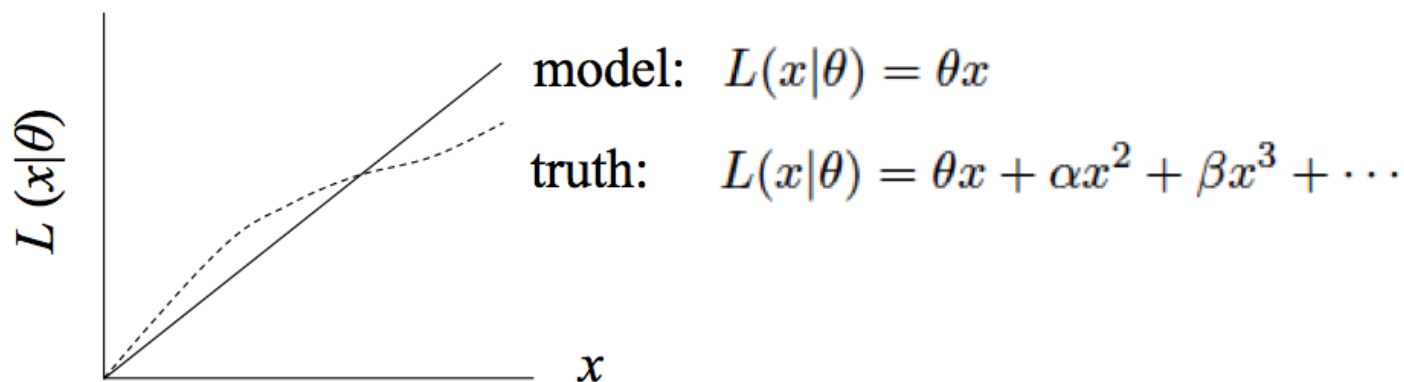 L (x|θ)
model: L(x|θ) = θx
truth: L(x|θ) = θx + αx² + βx³ + ···
x